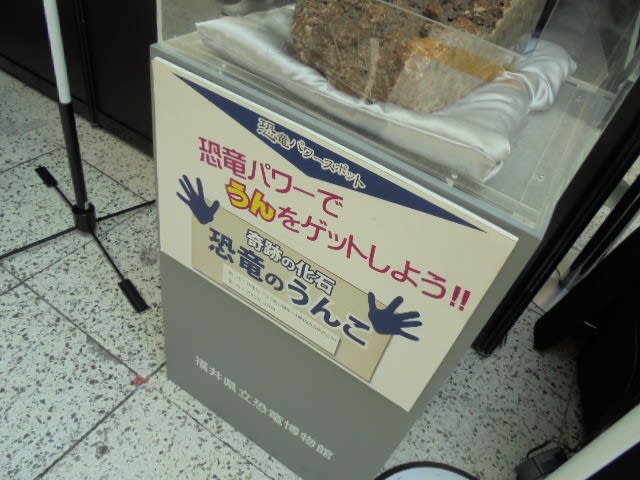 恐竜パワースポット
恐竜パワーで
うんをゲットしよう!!
奇跡の化石
恐竜のうんこ
福井県立恐竜博物館